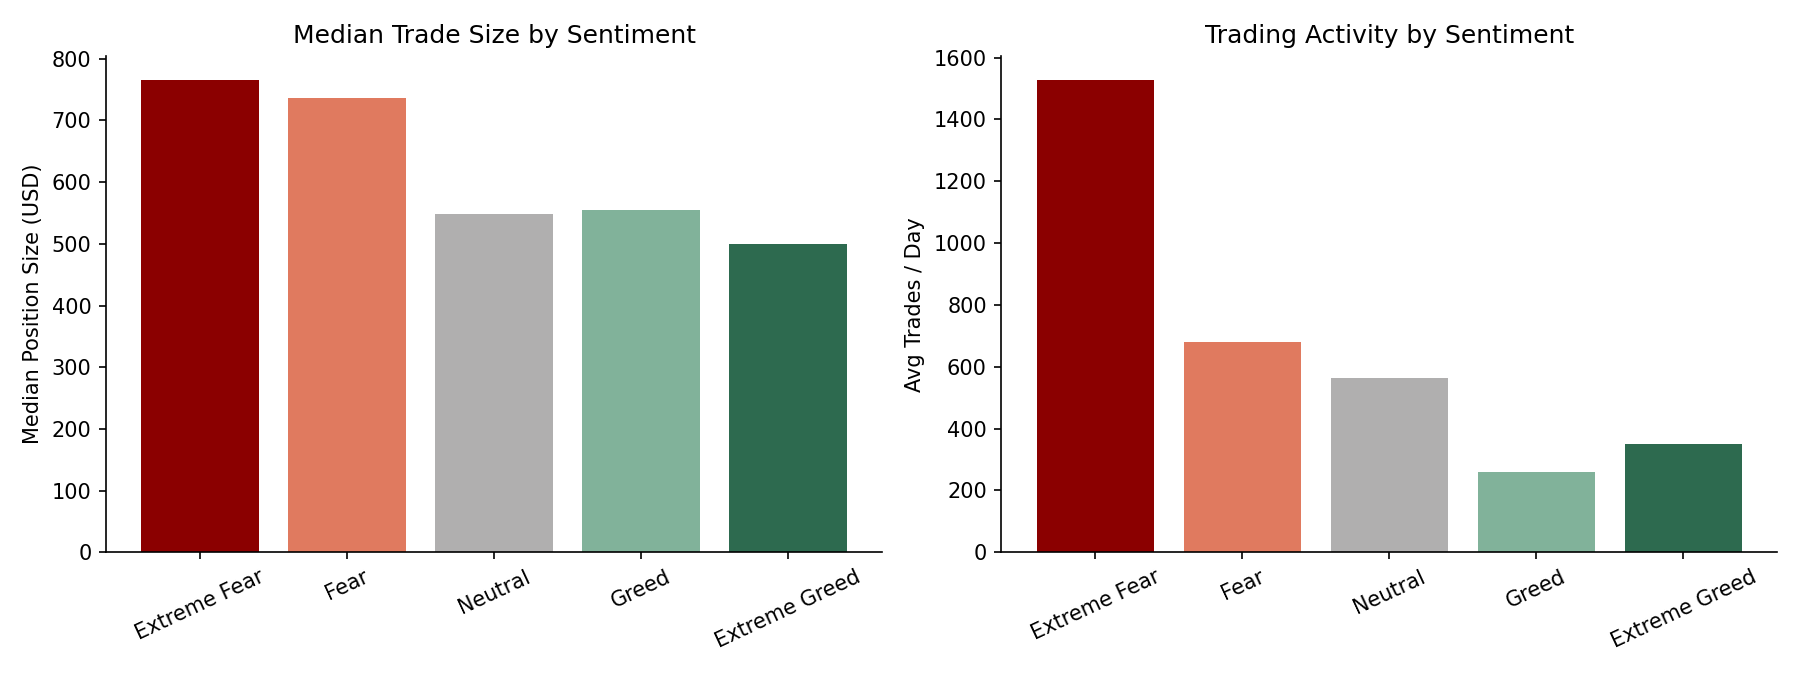 Median Trade Size by Sentiment
Median Position Size (USD)
800
700
600
500
400
300
200
100
0
Extreme Fear
Fear
Neutral
Greed
Extreme Greed
Trading Activity by Sentiment
Avg Trades / Day
1600
1400
1200
1000
800
600
400
200
0
Extreme Fear
Fear
Neutral
Greed
Extreme Greed